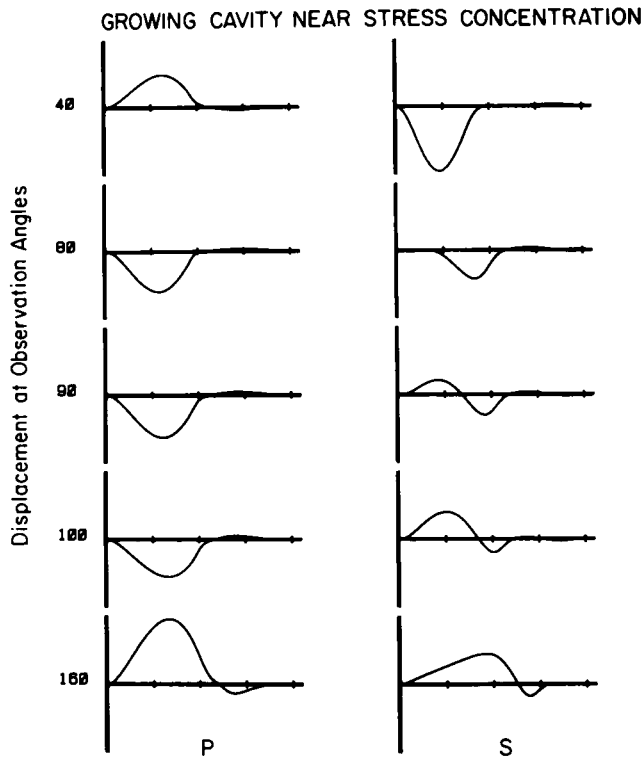 GROWING CAVITY NEAR STRESS CONCENTRATION
Displacement at Observation Angles
40
80
90
100
160
P
S